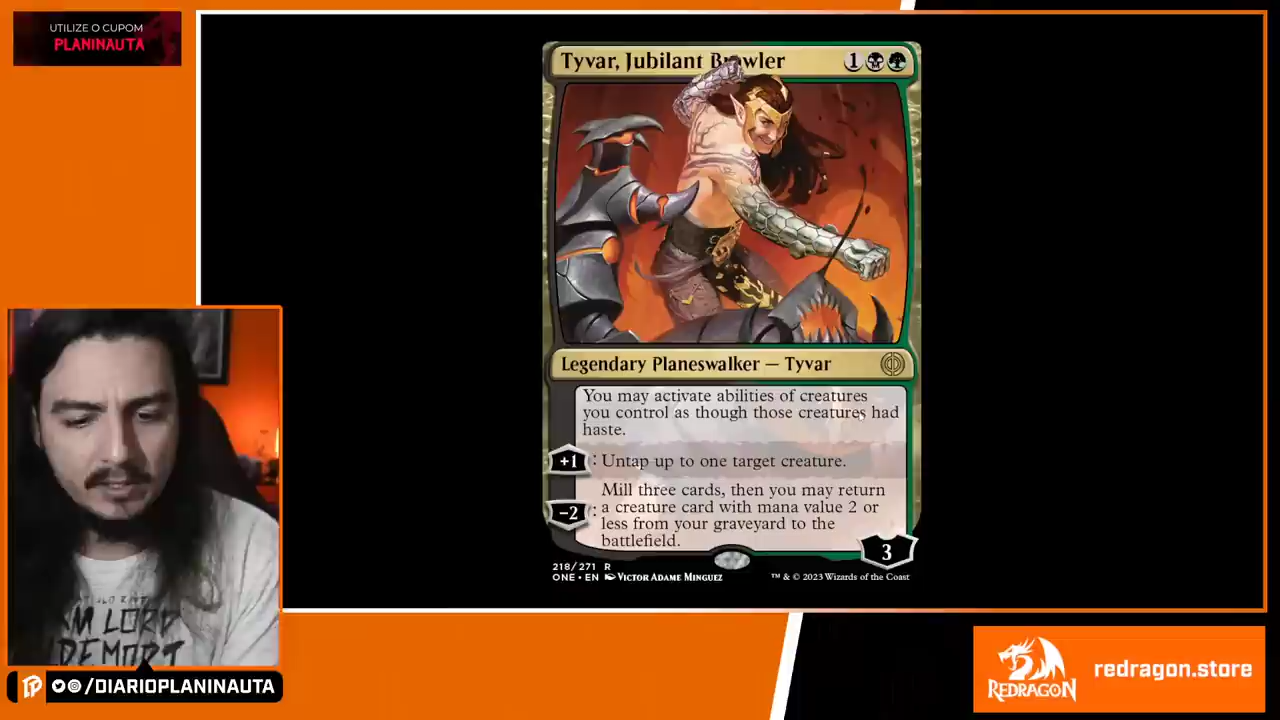 UTILIZE O CUPOM
PLANINAUTA
Tyvar, Jubilant Brawler 1
Legendary Planeswalker — Tyvar
You may activate abilities of creatures
you control as though those creatures had
haste.
+1 : Untap up to one target creature.
Mill three cards, then you may return
a creature card with mana value 2 or
−2 : less from your graveyard to the
battlefield.
3
218/271 R
ONE • EN Victor Adame Minguez
™ & © 2023 Wizards of the Coast
/DIARIOPLANINAUTA
REDRAGON
redragon.store